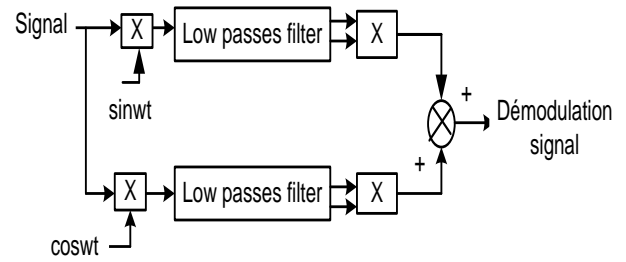 Signal
X
Low passes filter
X
sinwt
+
Démodulation
signal
+
X
Low passes filter
X
coswt